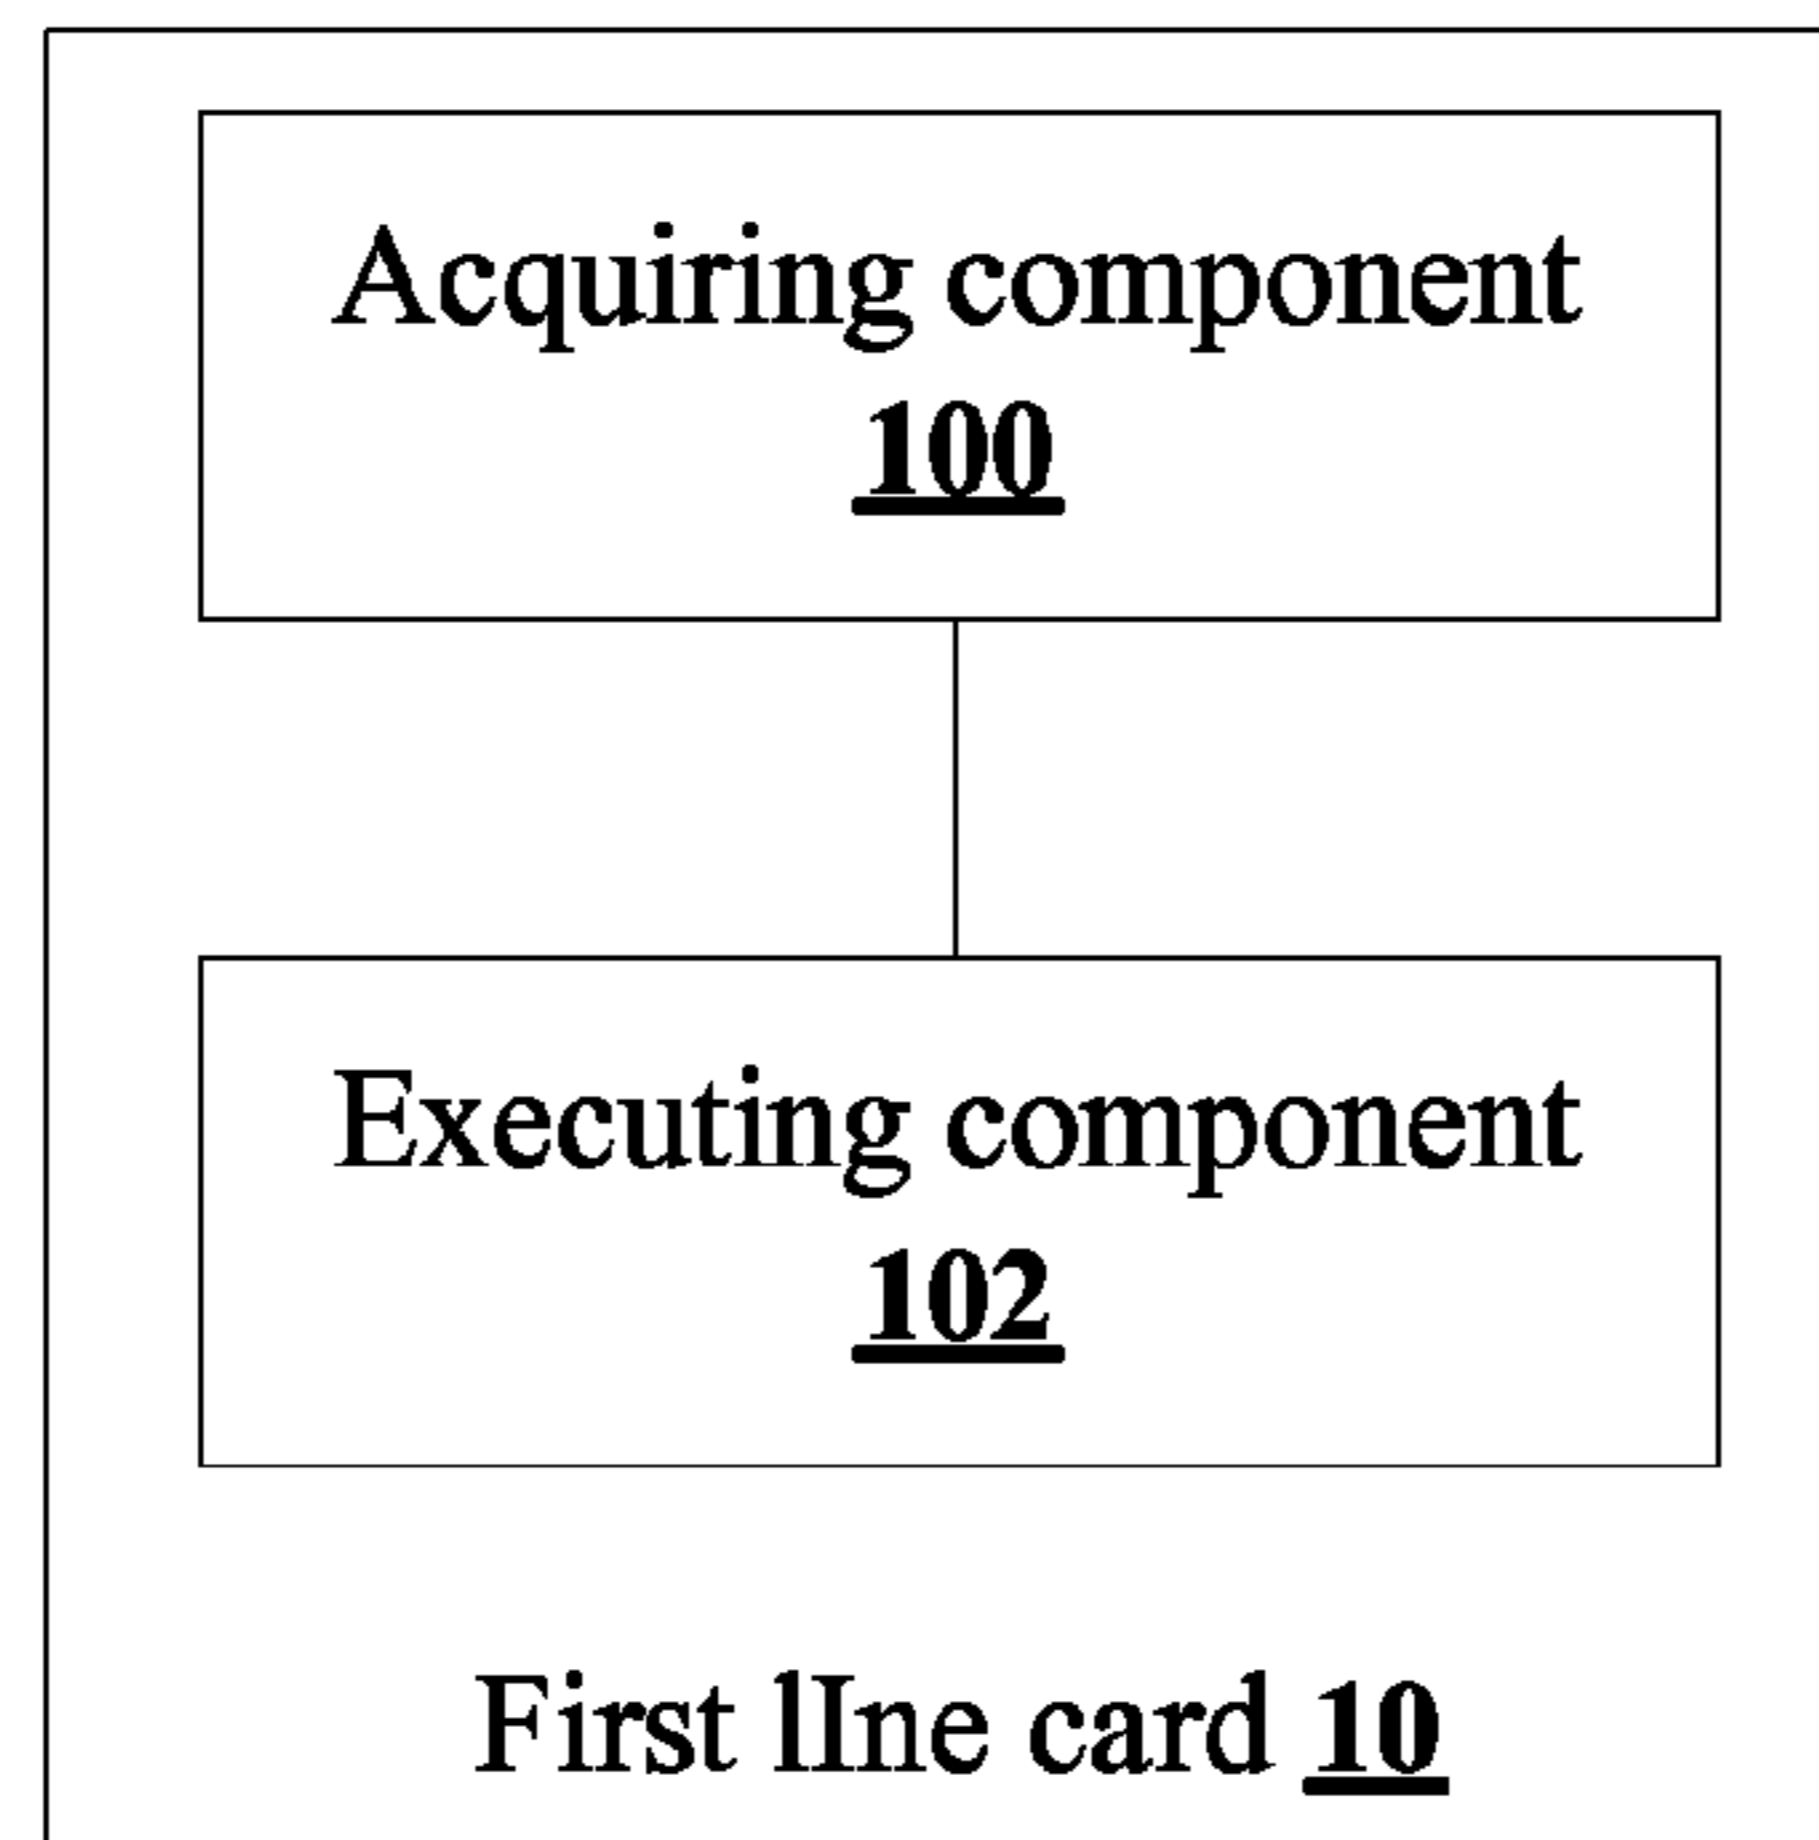 Acquiring component
100
Executing component
102
First lIne card 10